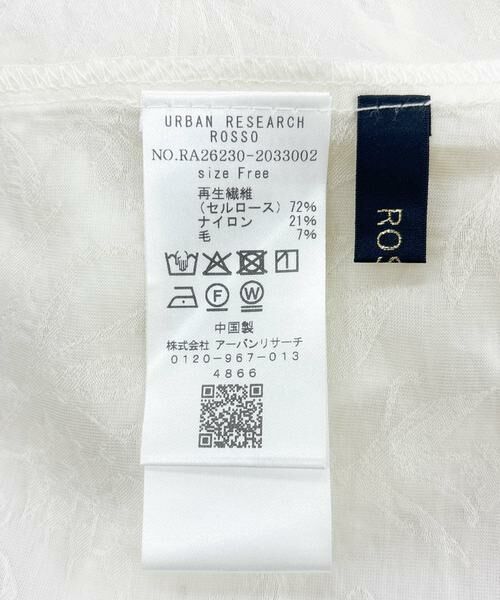 URBAN RESEARCH
ROSSO
NO.RA26230-2033002
size Free
再生繊維
(セルロース) 72%
ナイロン 21%
毛 7%
F W
中国製
株式会社 アーバンリサーチ
0120-967-013
4866
ROS